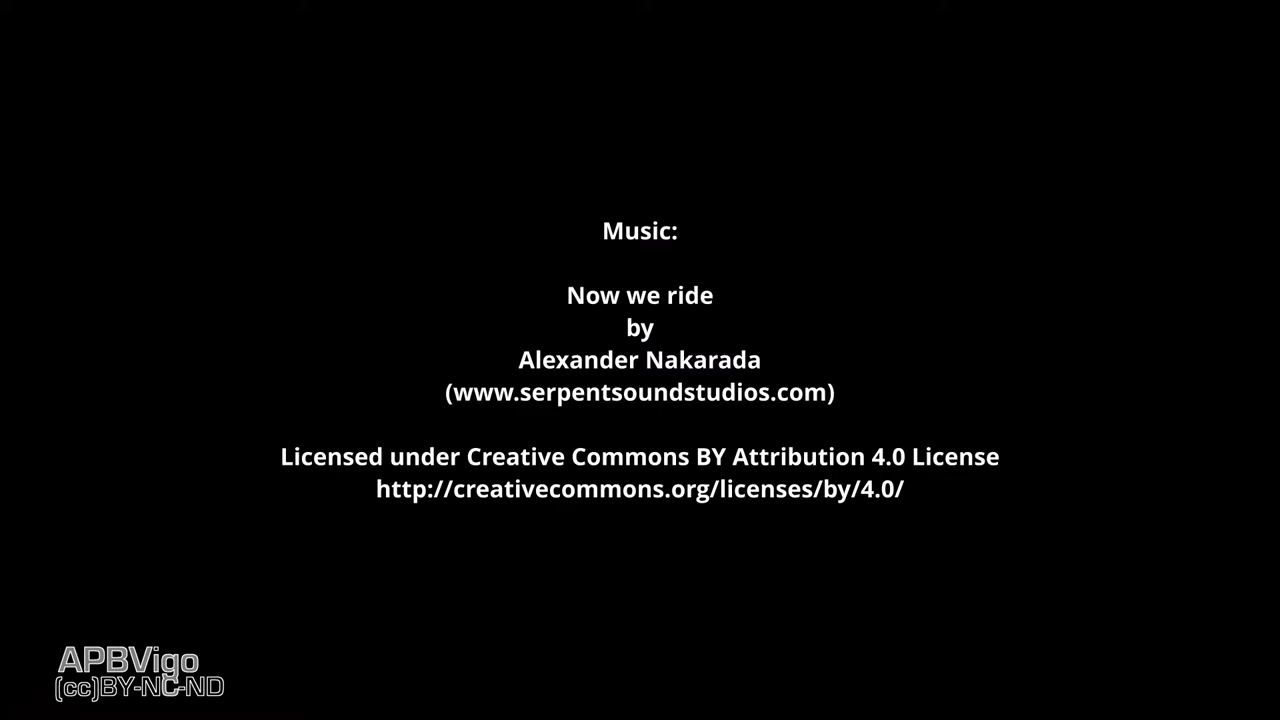 Music:
Now we ride
by
Alexander Nakarada
(www.serpentsoundstudios.com)
Licensed under Creative Commons BY Attribution 4.0 License
http://creativecommons.org/licenses/by/4.0/
APBVigo
(cc)BY-NC-ND